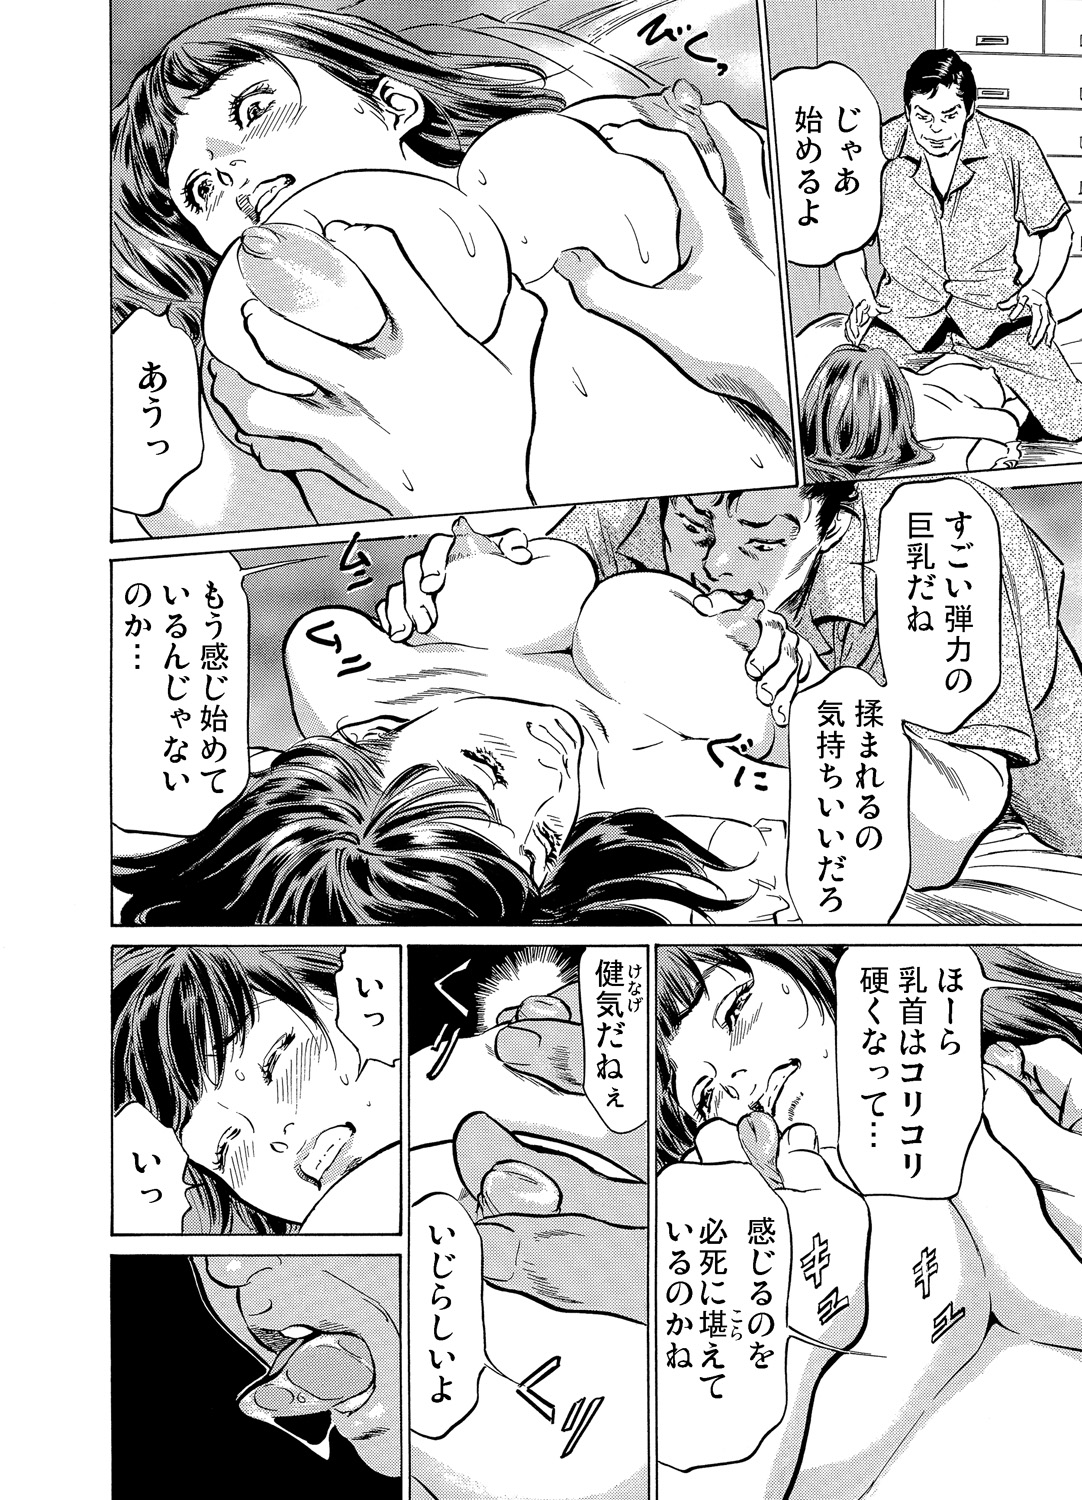 じゃあ
始めるよ
びくっ
あうっ
すごい弾力の
巨乳だね
揉まれるの
気持ちいいだろ
ムニ
ムニ
ぐに
もう感じ始めて
いるんじゃない
のか…
ほーら
乳首はコリコリ
硬くなって…
キュ
キュ
感じるのを
必死に堪えて
こら
いるのかね
健気だねぇ
けなげ
いじらしいよ
くく
いっ
いっ